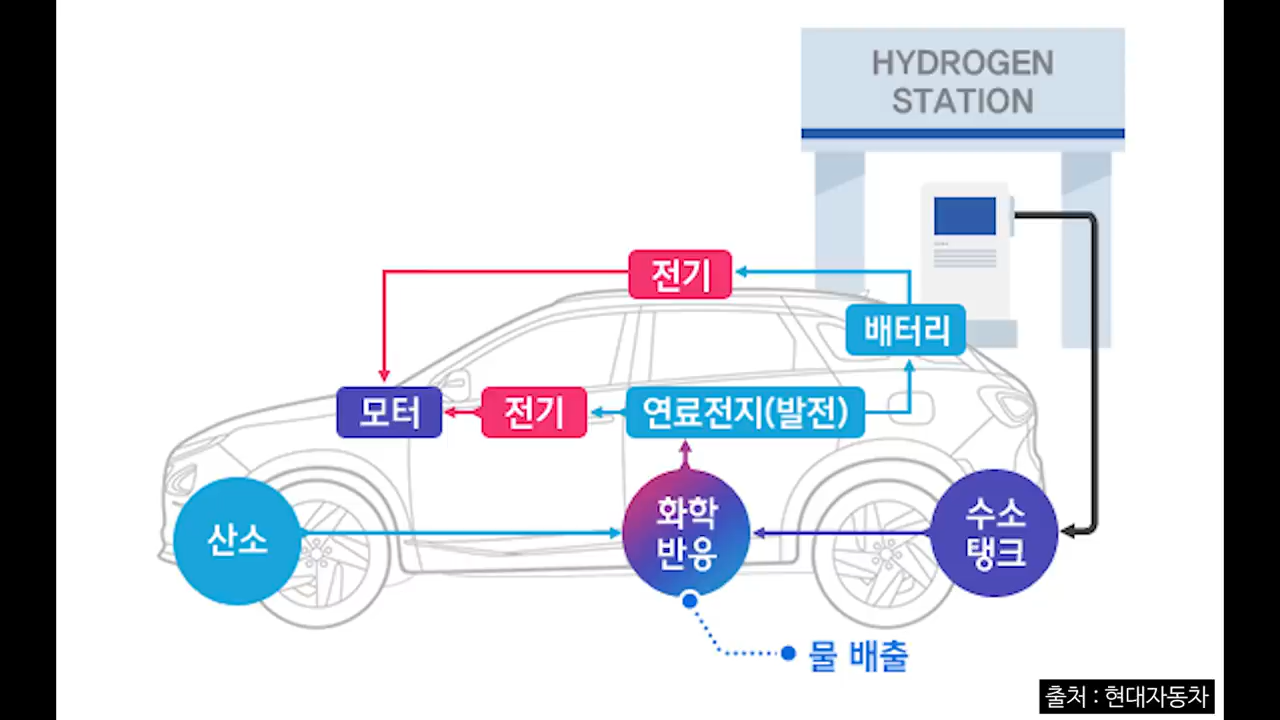 HYDROGEN
STATION
전기
배터리
모터
전기
연료전지(발전)
산소
화학
반응
수소
탱크
물 배출
출처 : 현대자동차